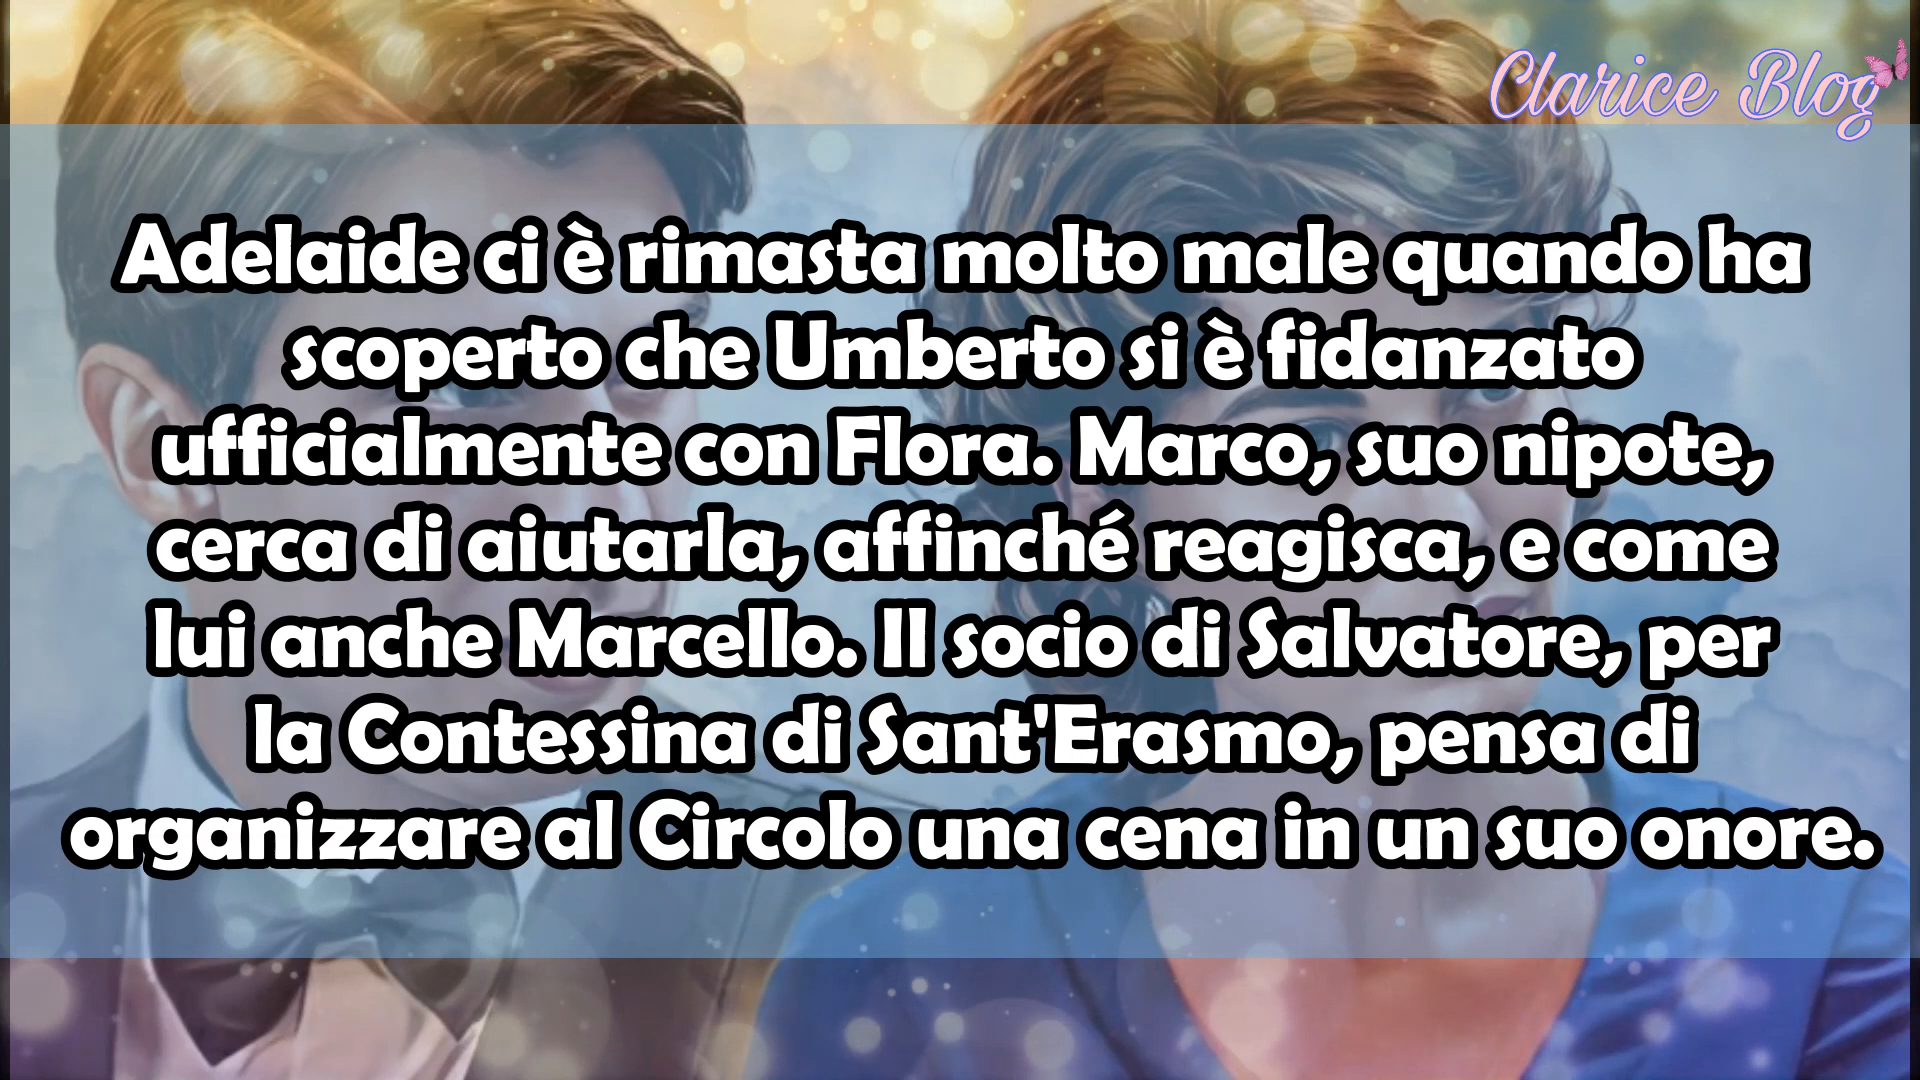 Clarice Blog
Adelaide ci è rimasta molto male quando ha
scoperto che Umberto si è fidanzato
ufficialmente con Flora. Marco, suo nipote,
cerca di aiutarla, affinché reagisca, e come
lui anche Marcello. Il socio di Salvatore, per
la Contessina di Sant'Erasmo, pensa di
organizzare al Circolo una cena in un suo onore.